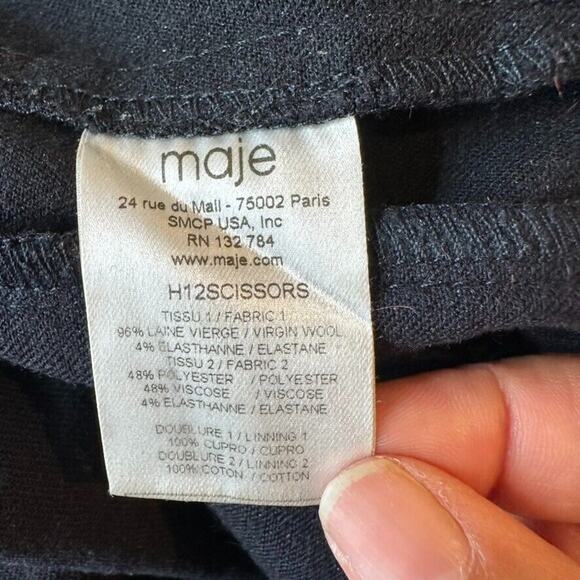 maje
24 rue du Mail - 75002 Paris
SMCP USA, Inc
RN 132 784
www.maje.com
H12SCISSORS
TISSU 1 / FABRIC 1
96% LAINE VIERGE / VIRGIN WOOL
4% ELASTHANNE / ELASTANE
TISSU 2 / FABRIC 2
48% POLYESTER / POLYESTER
48% VISCOSE / VISCOSE
4% ELASTHANNE / ELASTANE
DOUBLURE 1 / LINNING 1
100% CUPRO / CUPRO
DOUBLURE 2 / LINNING 2
100% COTON / COTTON